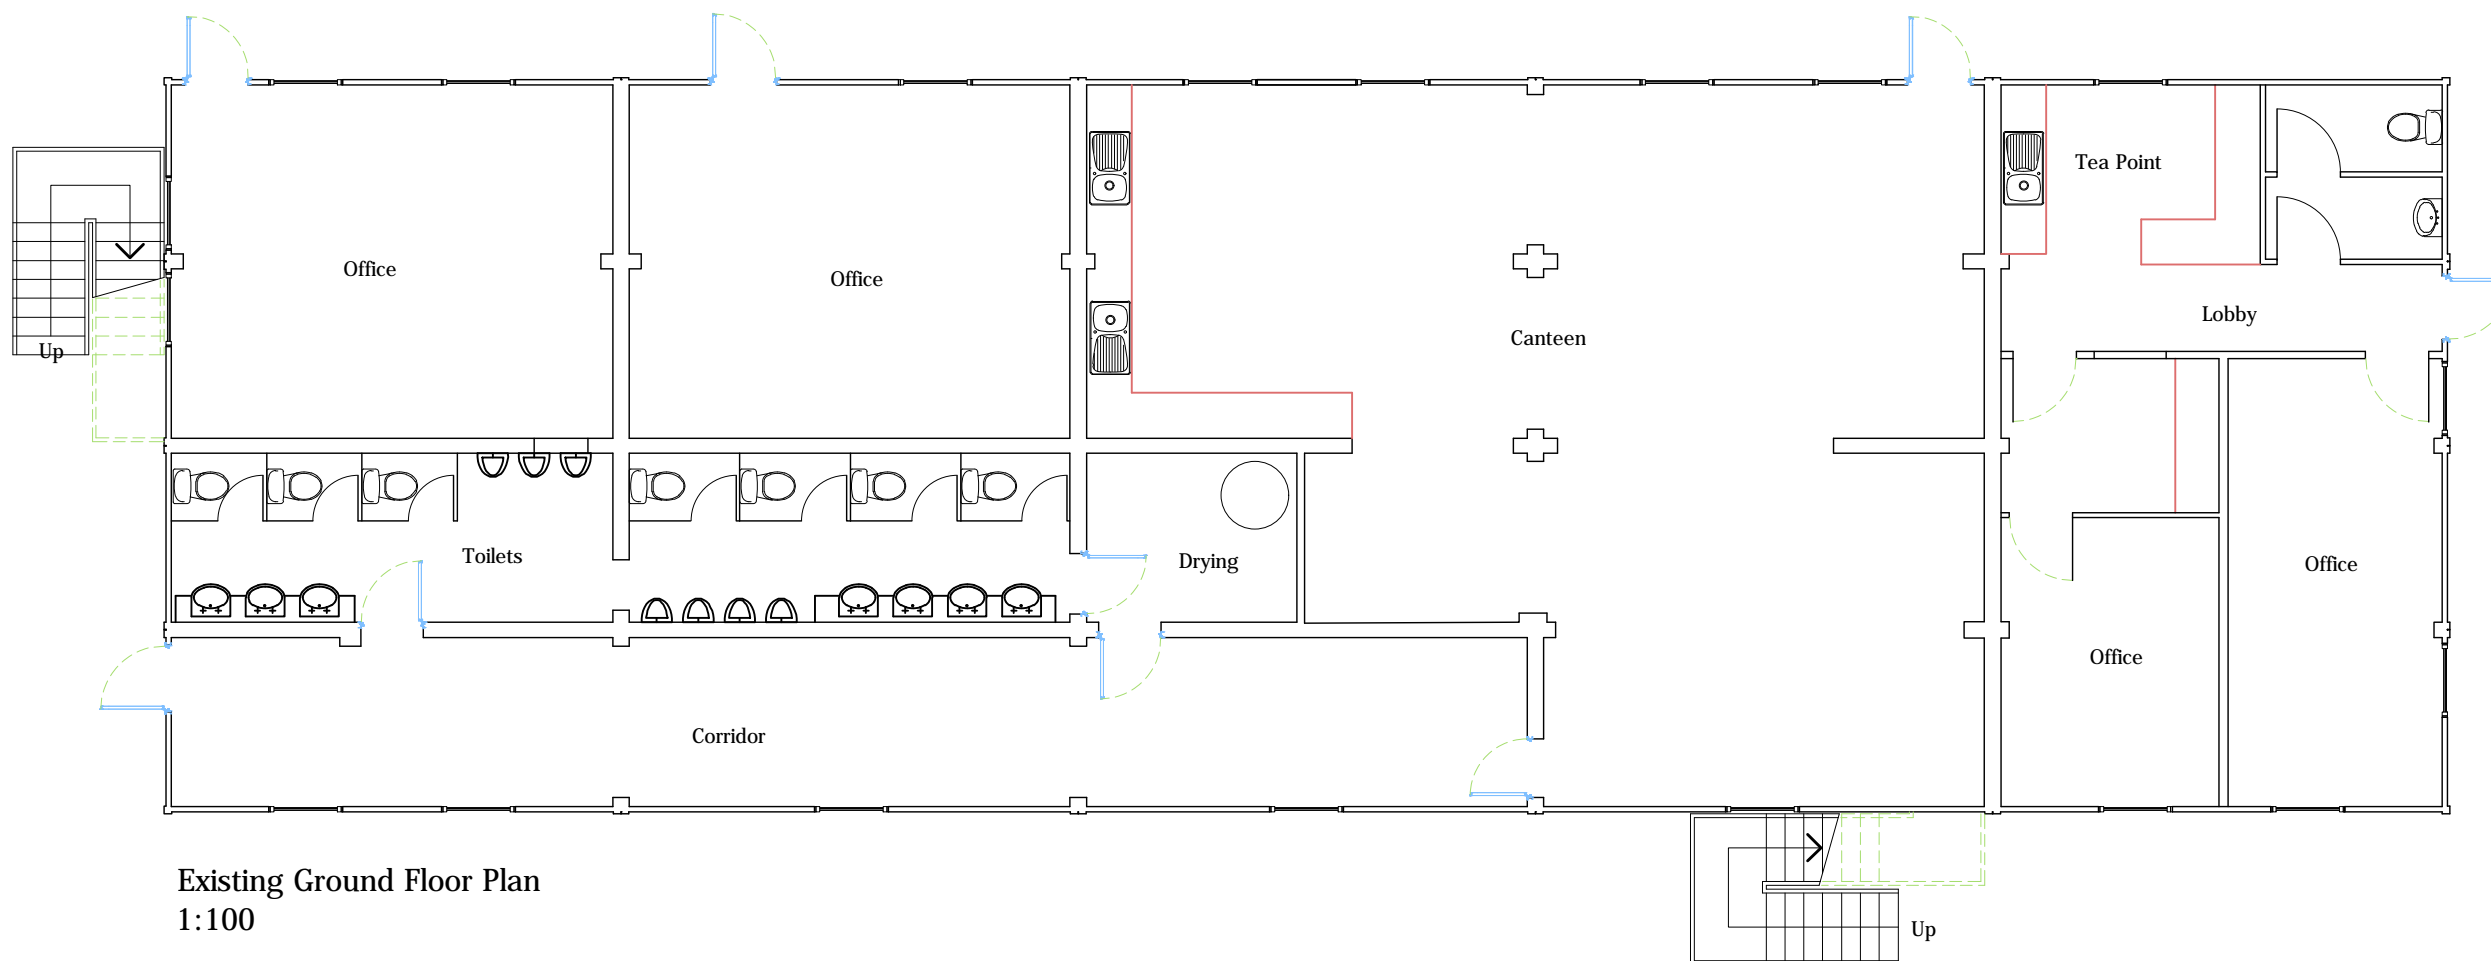 Tea Point
Office
Office
Lobby
Canteen
Up
Toilets
Drying
Office
Office
Corridor
Existing Ground Floor Plan
1:100
Up